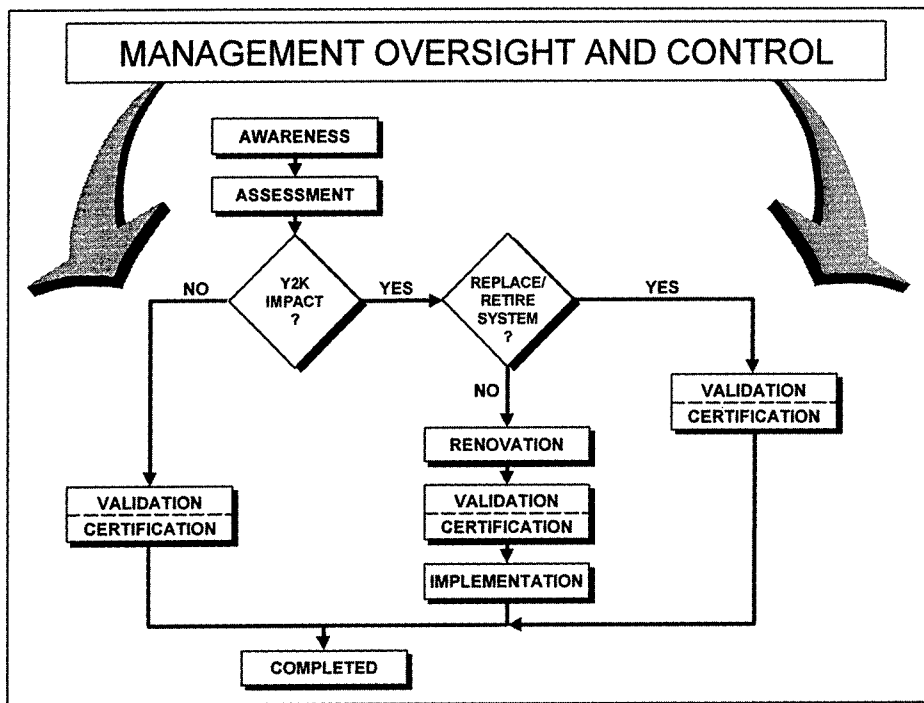 MANAGEMENT OVERSIGHT AND CONTROL
AWARENESS
ASSESSMENT
Y2K
IMPACT
?
NO
YES
REPLACE/
RETIRE
SYSTEM
?
YES
NO
VALIDATION
CERTIFICATION
RENOVATION
VALIDATION
CERTIFICATION
IMPLEMENTATION
VALIDATION
CERTIFICATION
COMPLETED